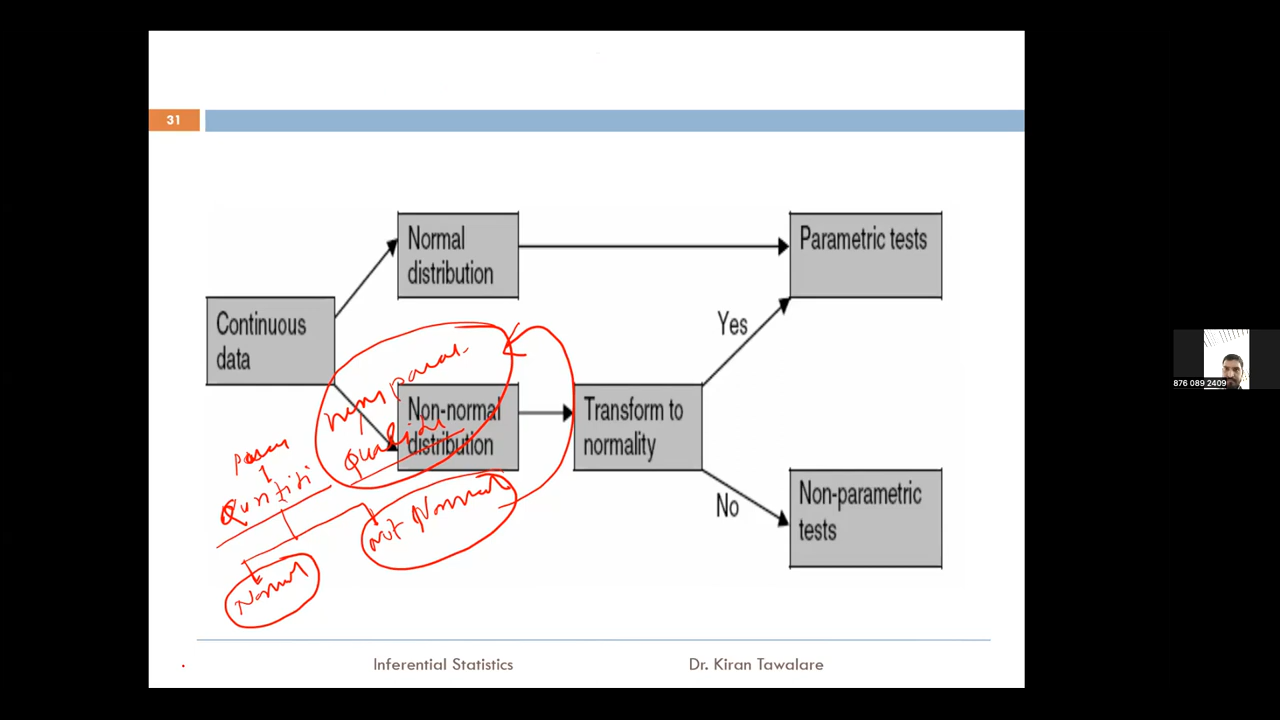 31
Normal
distribution
Parametric tests
Continuous
data
Yes
Non-normal
distribution
Transform to
normality
No
Non-parametric
tests
Not Normal
Normal
Inferential Statistics
Dr. Kiran Tawalare
876 089 2409